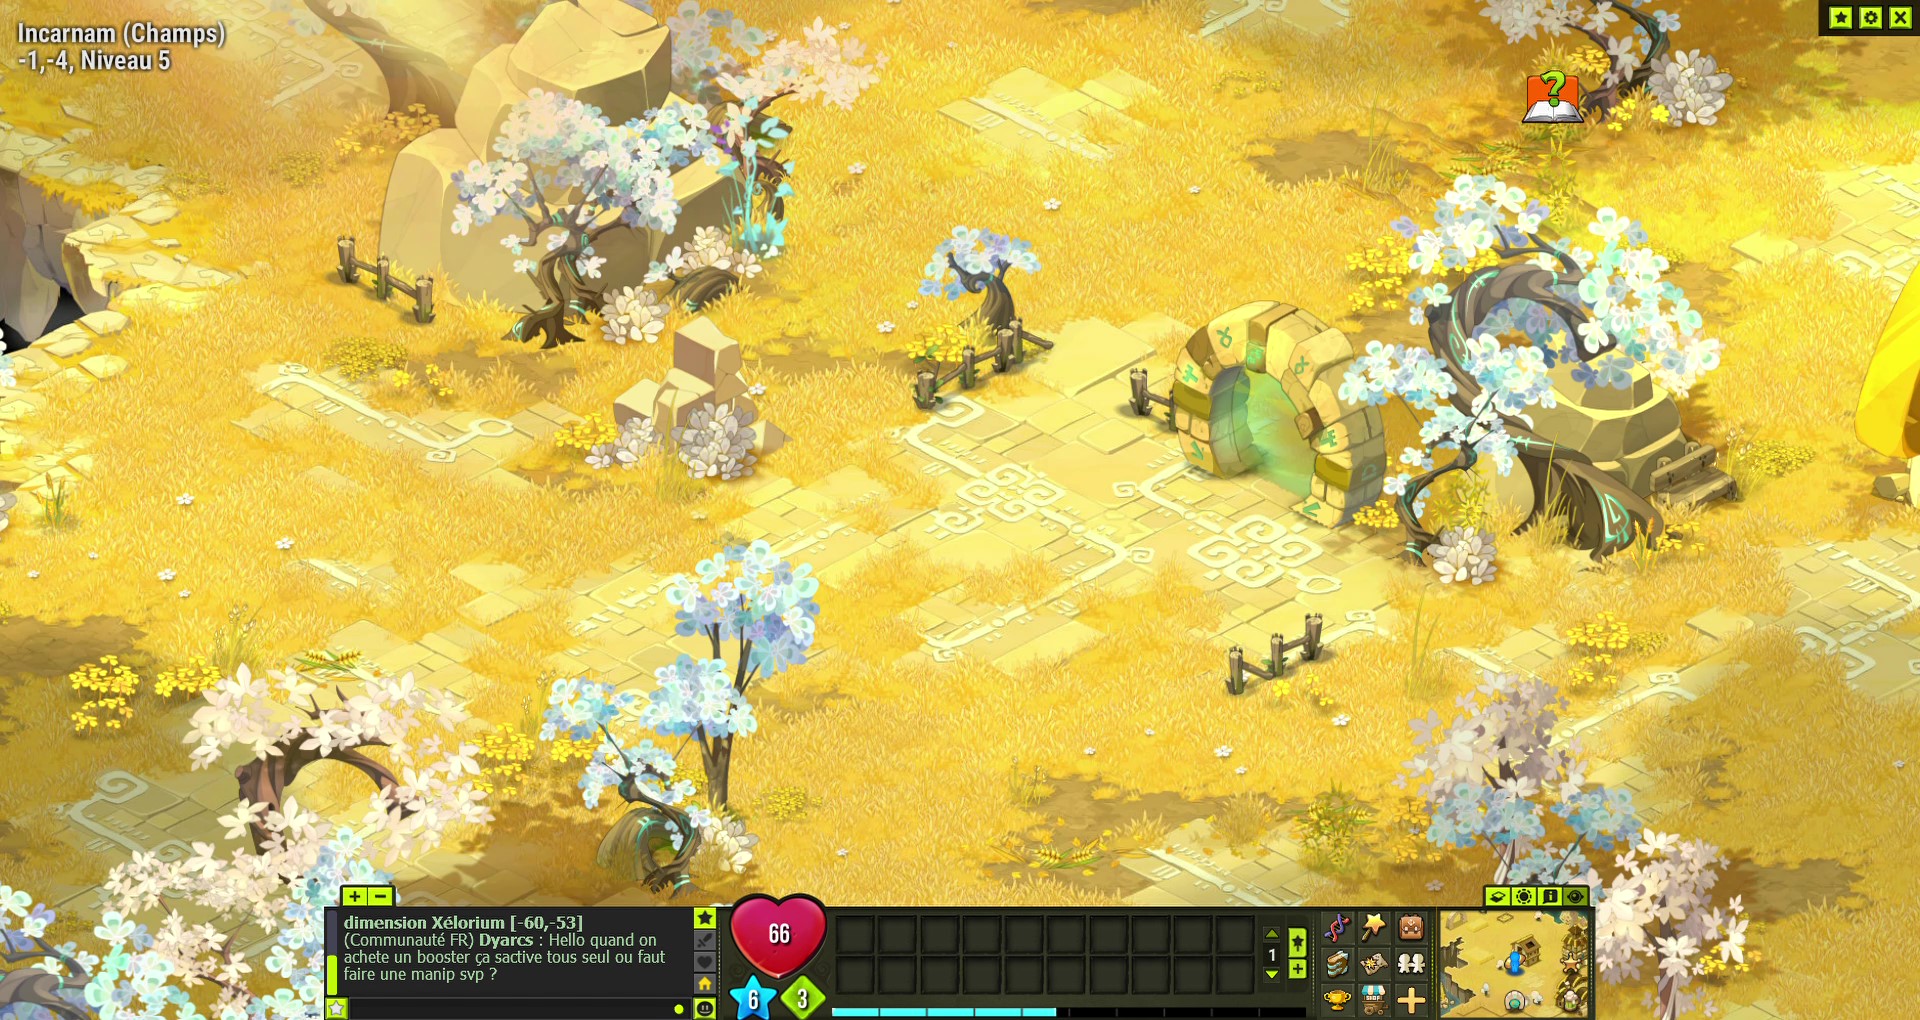 Incarnam (Champs)
-1,-4, Niveau 5
dimension Xélorium [-60,-53]
(Communauté FR) Dyarcs : Hello quand on
achete un booster ça sactive tous seul ou faut
faire une manip svp ?
66
6
3
1
SHOP